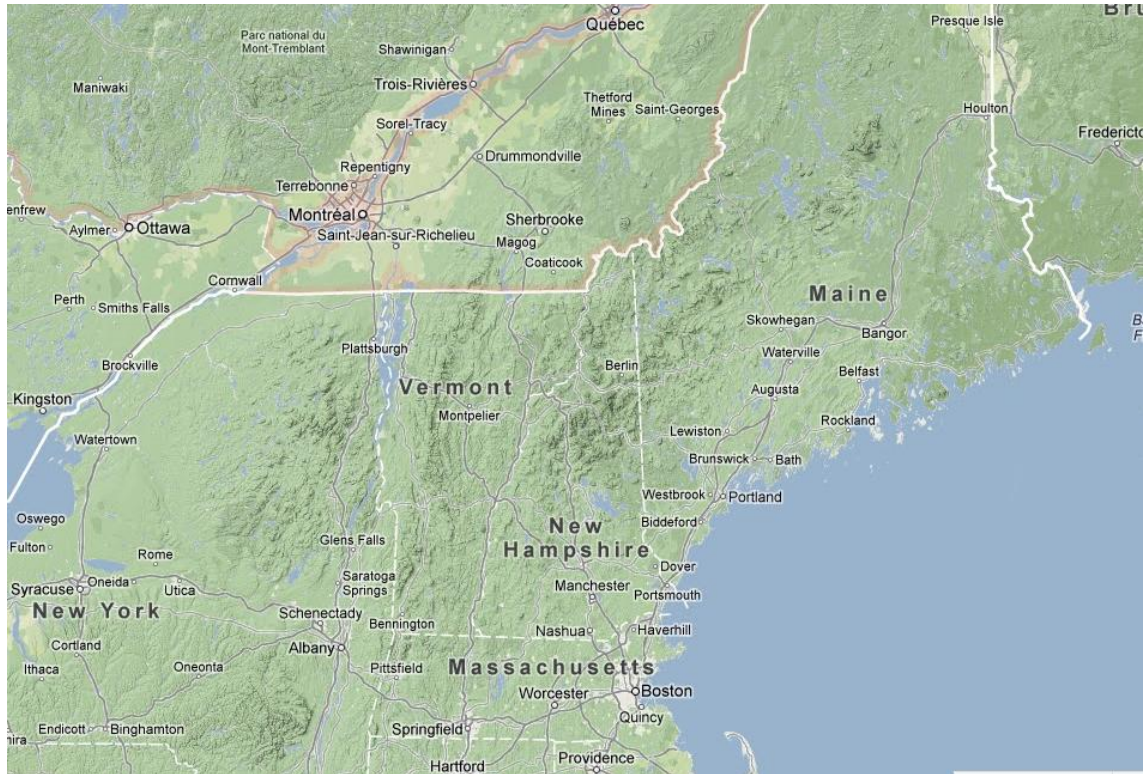 Québec
Bru
Presque Isle
Parc national du
Mont-Tremblant
Shawinigan
Maniwaki
Trois-Rivières
Thetford
Mines
Saint-Georges
Houlton
Sorel-Tracy
Fredericto
Drummondville
Repentigny
Terrebonne
enfrew
Aylmer
Ottawa
Montréal
Sherbrooke
Saint-Jean-sur-Richelieu
Magog
Coaticook
Cornwall
Perth
Smiths Falls
Maine
Skowhegan
Bangor
B
F
Plattsburgh
Brockville
Waterville
Berlin
Belfast
Vermont
Kingston
Montpelier
Augusta
Rockland
Watertown
Lewiston
Brunswick
Bath
Westbrook
Portland
Oswego
Biddeford
New
Hampshire
Fulton
Rome
Glens Falls
Dover
Syracuse
Oneida
Utica
Saratoga
Springs
Manchester
Portsmouth
New York
Schenectady
Bennington
Nashua
Haverhill
Cortland
Albany
Ithaca
Oneonta
Pittsfield
Massachusetts
Worcester
Boston
Quincy
Endicott
Binghamton
Springfield
mira
Providence
Hartford